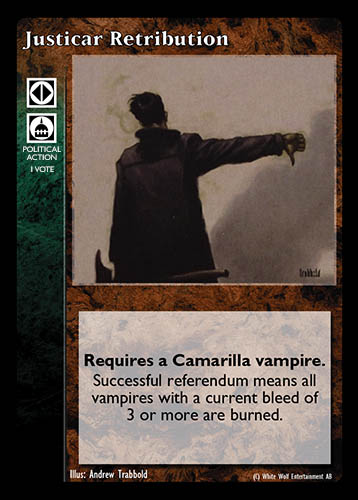 Justicar Retribution
POLITICAL
ACTION
1 VOTE
Trabbold
Requires a Camarilla vampire.
Successful referendum means all
vampires with a current bleed of
3 or more are burned.
Illus: Andrew Trabbold
(C) White Wolf Entertainment AB